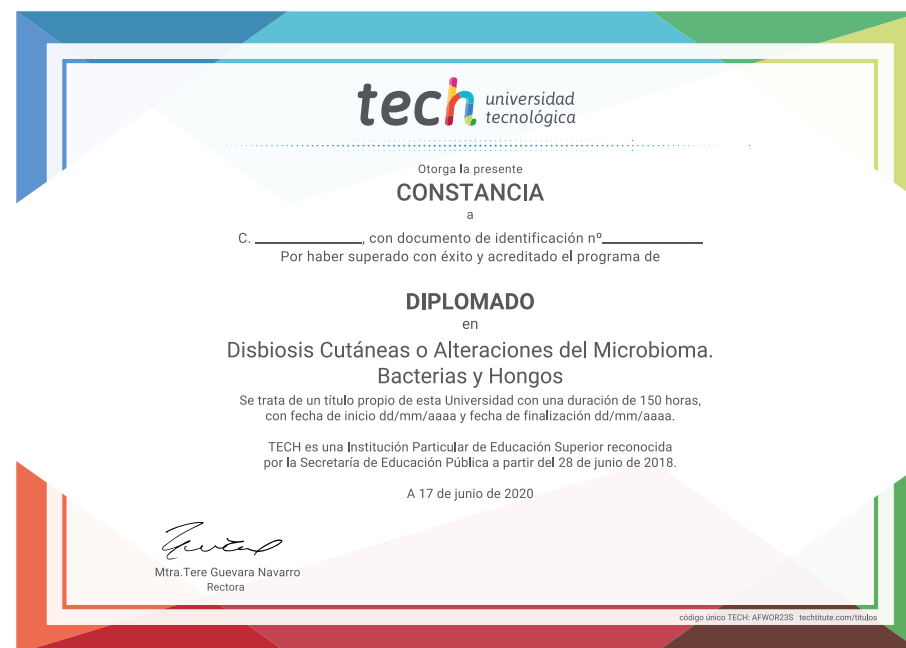 tech universidad
tecnológica
Otorga la presente
CONSTANCIA
a
C. ____________, con documento de identificación nº____________
Por haber superado con éxito y acreditado el programa de
DIPLOMADO
en
Disbiosis Cutáneas o Alteraciones del Microbioma.
Bacterias y Hongos
Se trata de un título propio de esta Universidad con una duración de 150 horas,
con fecha de inicio dd/mm/aaaa y fecha de finalización dd/mm/aaaa.
TECH es una Institución Particular de Educación Superior reconocida
por la Secretaría de Educación Pública a partir del 28 de junio de 2018.
A 17 de junio de 2020
Mtra.Tere Guevara Navarro
Rectora
código único TECH: AFWOR23S techtitute.com/titulos